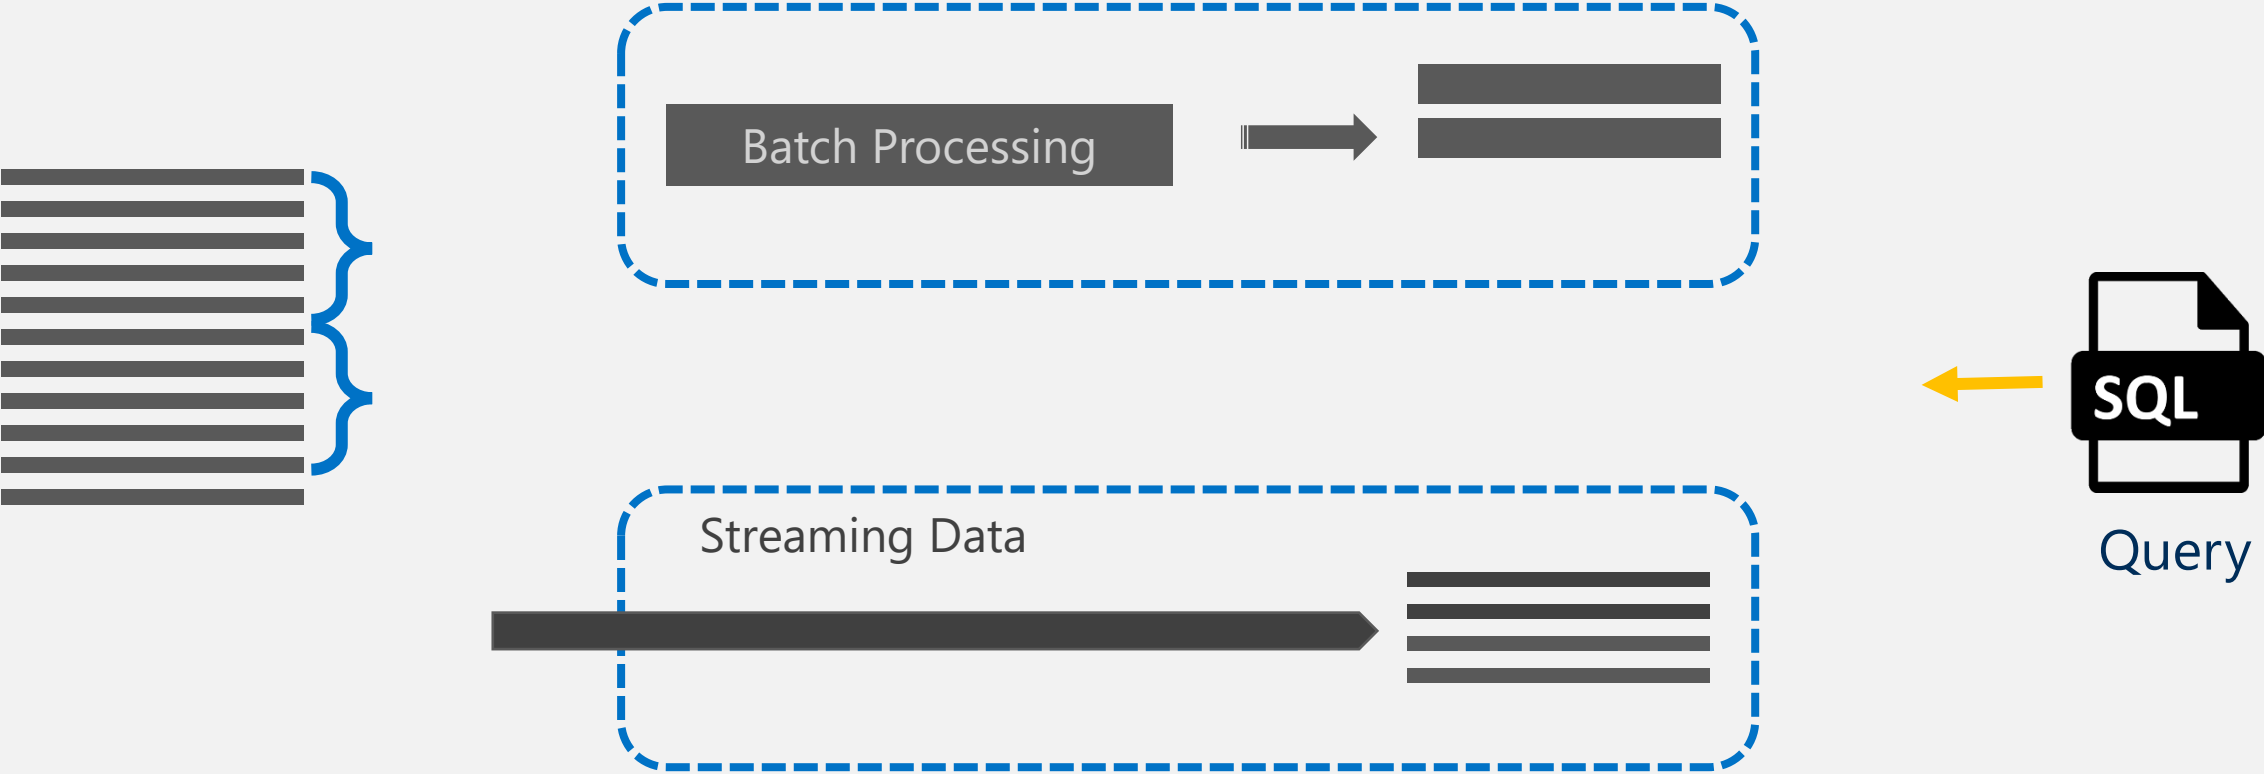 Batch Processing
SQL
Streaming Data
Query